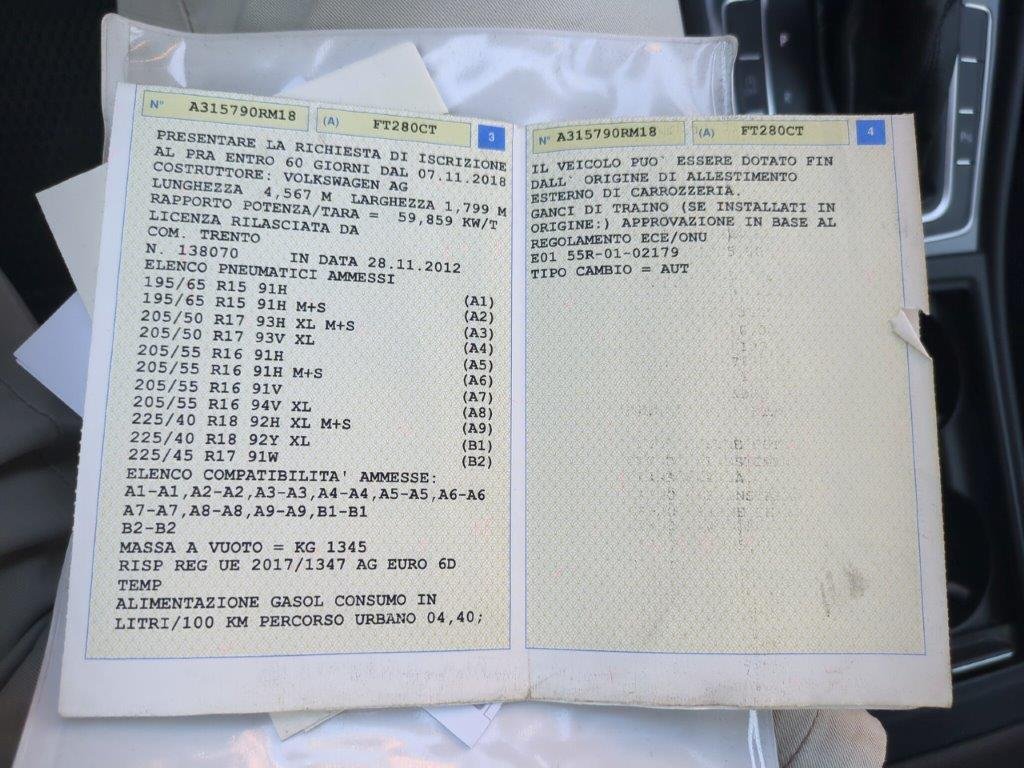 N° A315790RM18 (A) FT280CT 3
PRESENTARE LA RICHIESTA DI ISCRIZIONE
AL PRA ENTRO 60 GIORNI DAL 07.11.2018
COSTRUTTORE: VOLKSWAGEN AG
LUNGHEZZA 4,567 M LARGHEZZA 1,799 M
RAPPORTO POTENZA/TARA = 59,859 KW/T
LICENZA RILASCIATA DA
COM. TRENTO
N. 138070 IN DATA 28.11.2012
ELENCO PNEUMATICI AMMESSI
195/65 R15 91H (A1)
195/65 R15 91H M+S (A2)
205/50 R17 93H XL M+S (A3)
205/50 R17 93V XL (A4)
205/55 R16 91H (A5)
205/55 R16 91H M+S (A6)
205/55 R16 91V (A7)
205/55 R16 94V XL (A8)
225/40 R18 92H XL M+S (A9)
225/40 R18 92Y XL (B1)
225/45 R17 91W (B2)
ELENCO COMPATIBILITA' AMMESSE:
A1-A1,A2-A2,A3-A3,A4-A4,A5-A5,A6-A6
A7-A7,A8-A8,A9-A9,B1-B1
B2-B2
MASSA A VUOTO = KG 1345
RISP REG UE 2017/1347 AG EURO 6D
TEMP
ALIMENTAZIONE GASOL CONSUMO IN
LITRI/100 KM PERCORSO URBANO 04,40;
N° A315790RM18 (A) FT280CT 4
IL VEICOLO PUO` ESSERE DOTATO FIN
DALL` ORIGINE DI ALLESTIMENTO
ESTERNO DI CARROZZERIA.
GANCI DI TRAINO (SE INSTALLATI IN
ORIGINE:) APPROVAZIONE IN BASE AL
REGOLAMENTO ECE/ONU
E01 55R-01-02179
TIPO CAMBIO = AUT